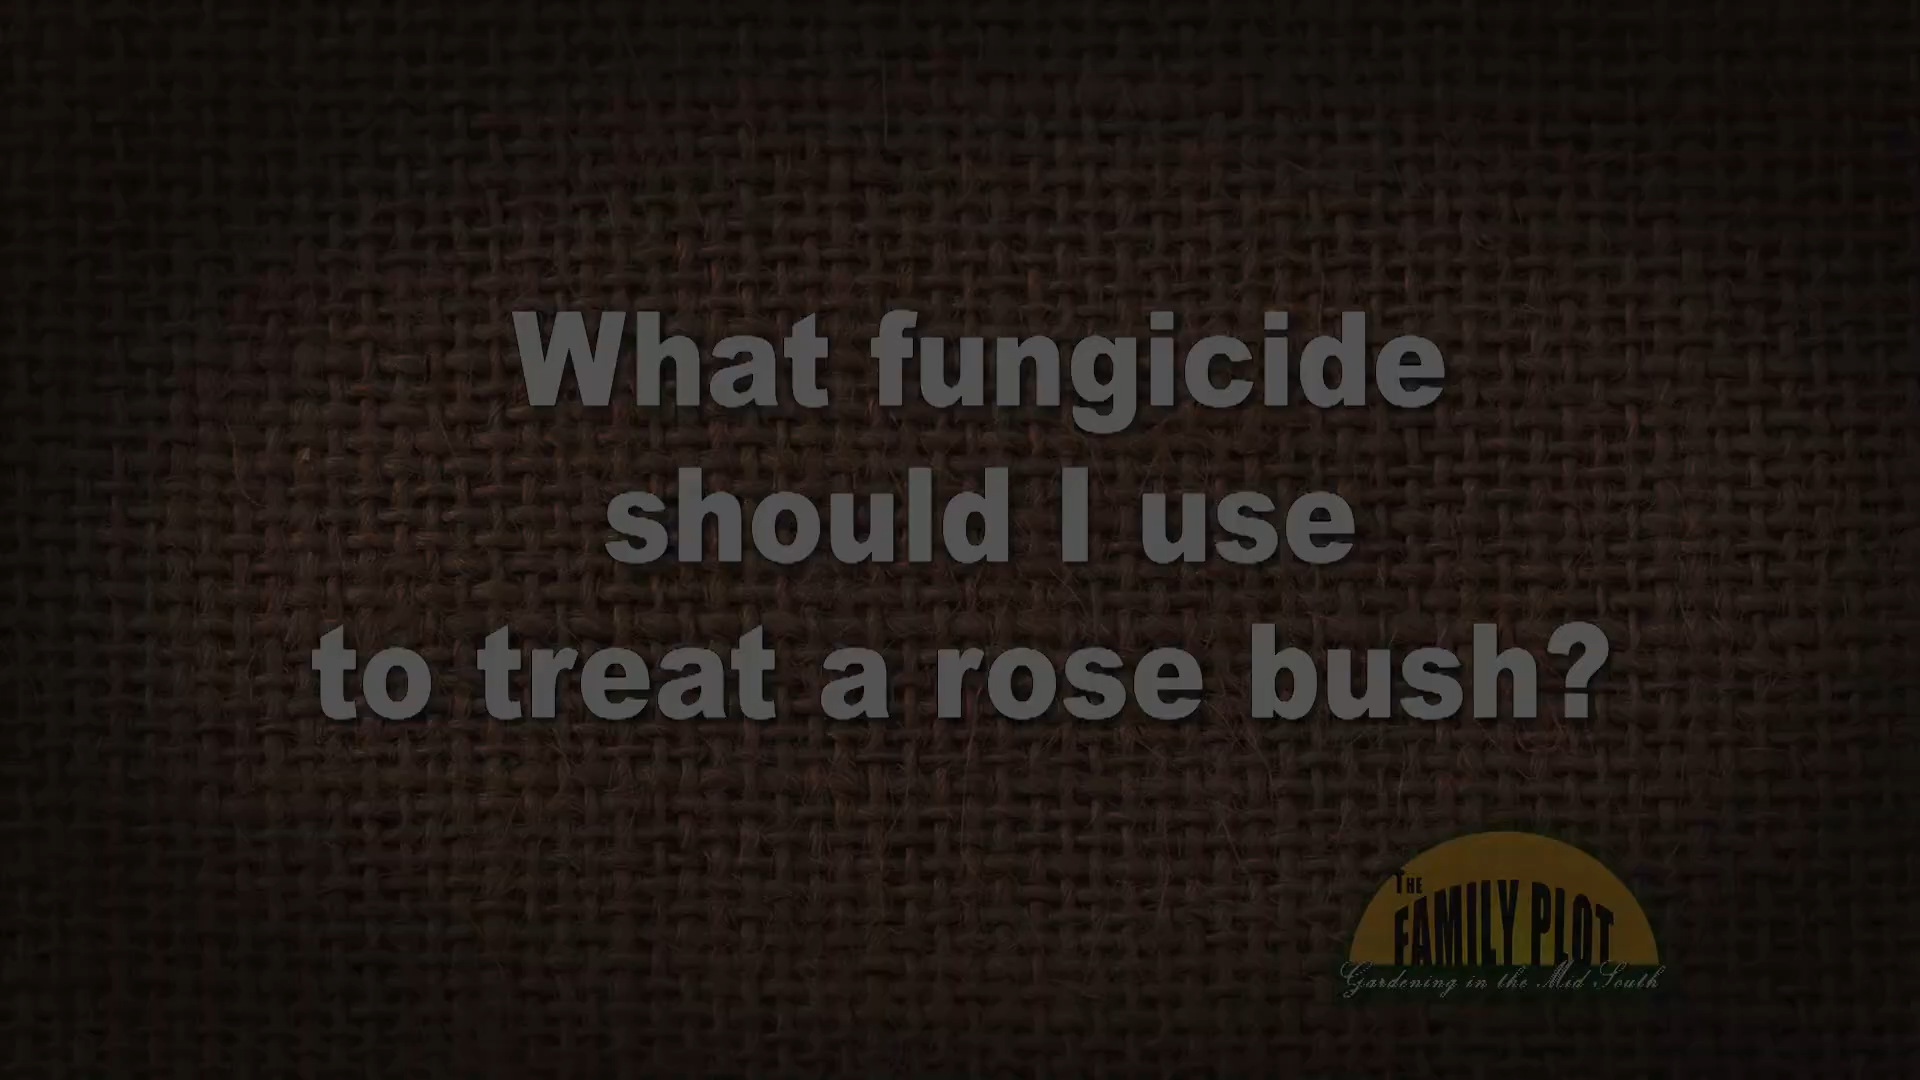 What fungicide
should I use
to treat a rose bush?
THE
FAMILY PLOT
Gardening in the Mid South